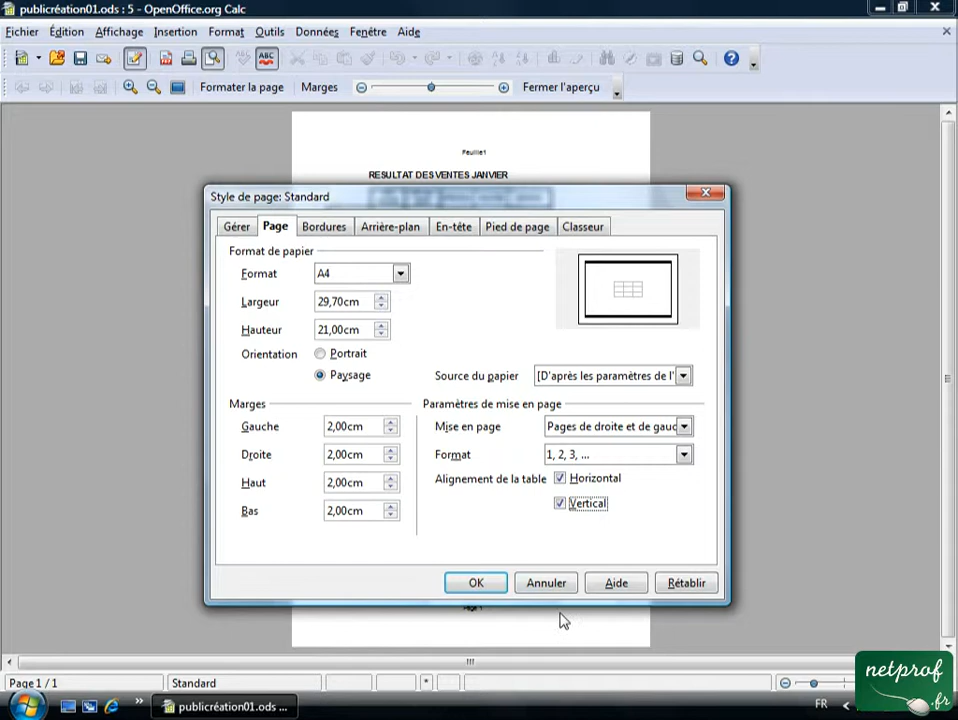 publicréation01.ods : 5 - OpenOffice.org Calc
Fichier Édition Affichage Insertion Format Outils Données Fenêtre Aide
ABC
Formater la page Marges Fermer l'aperçu
Feuille1
RESULTAT DES VENTES JANVIER
Style de page: Standard
Gérer Page Bordures Arrière-plan En-tête Pied de page Classeur
Format de papier
Format A4
Largeur 29,70cm
Hauteur 21,00cm
Orientation Portrait
Paysage
Source du papier [D'après les paramètres de l'
Marges
Paramètres de mise en page
Gauche 2,00cm
Mise en page Pages de droite et de gauc
Droite 2,00cm
Format 1, 2, 3, ...
Haut 2,00cm
Alignement de la table Horizontal
Vertical
Bas 2,00cm
OK Annuler Aide Rétablir
Page 1
Page 1 / 1 Standard *
publicréation01.ods ...
FR
netprof
.fr